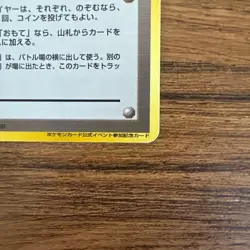 イヤーは、それぞれ、のぞむなら、
回、コインを投げてもよい。
「おもて」なら、山札からカードを
に加える。
」は、バトル場の横に出して使う。別の
」が場に出たとき、このカードをトラッ
ポケモンカード公式イベント参加記念カード